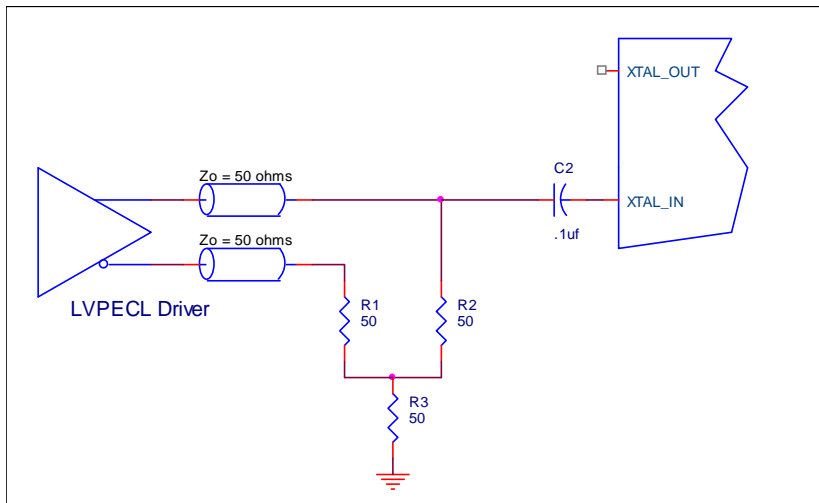 XTAL_OUT
Zo = 50 ohms
C2
XTAL_IN
.1uf
Zo = 50 ohms
LVPECL Driver
R1
50
R2
50
R3
50